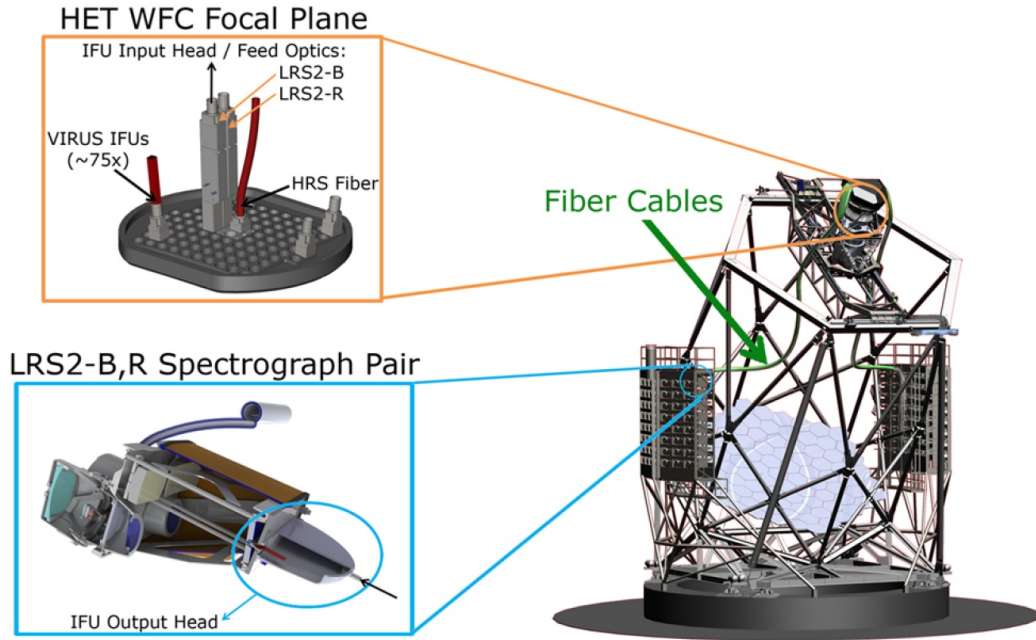 HET WFC Focal Plane
IFU Input Head / Feed Optics:
LRS2-B
LRS2-R
VIRUS IFUs
(~75x)
HRS Fiber
Fiber Cables
LRS2-B,R Spectrograph Pair
IFU Output Head